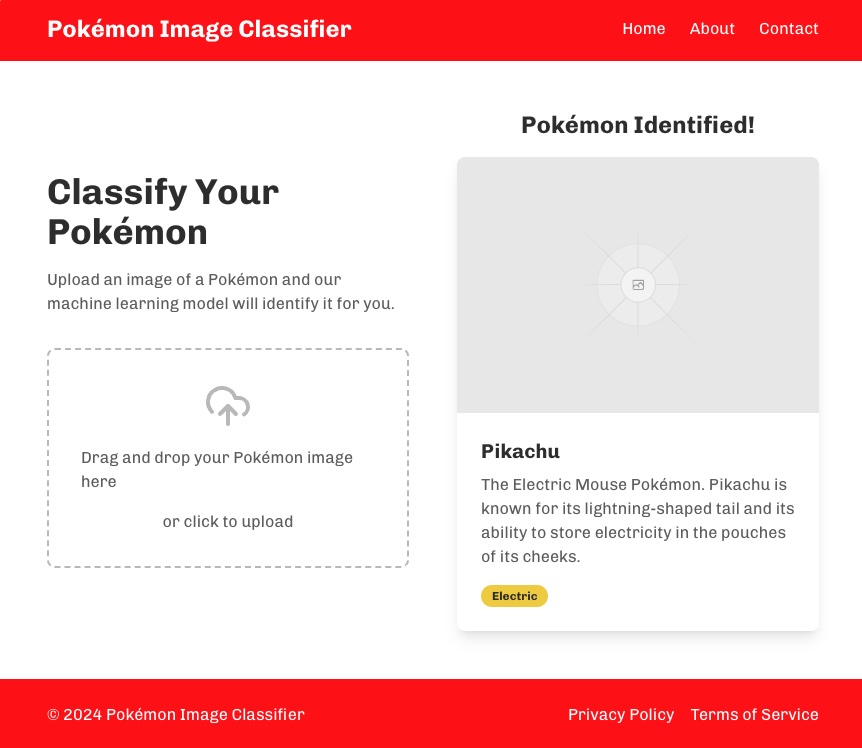 Pokémon Image Classifier
Home About Contact
Classify Your
Pokémon
Upload an image of a Pokémon and our
machine learning model will identify it for you.
Drag and drop your Pokémon image
here
or click to upload
Pokémon Identified!
Pikachu
The Electric Mouse Pokémon. Pikachu is
known for its lightning-shaped tail and its
ability to store electricity in the pouches
of its cheeks.
Electric
© 2024 Pokémon Image Classifier
Privacy Policy Terms of Service